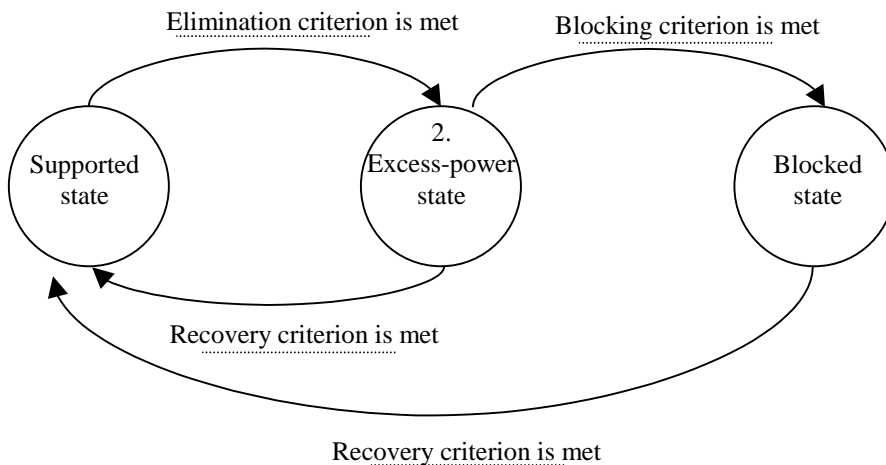 Elimination criterion is met
Blocking criterion is met
Supported
state
2.
Excess-power
state
Blocked
state
Recovery criterion is met
Recovery criterion is met